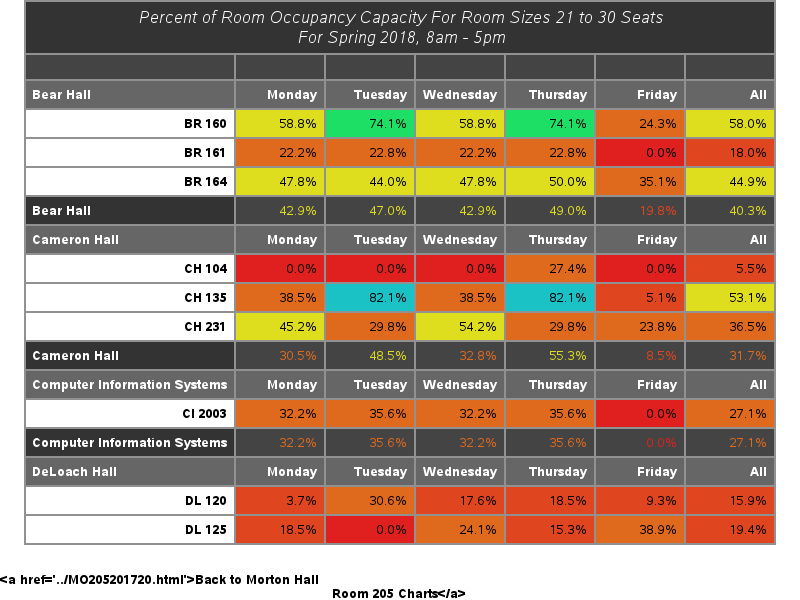 Percent of Room Occupancy Capacity For Room Sizes 21 to 30 Seats
For Spring 2018, 8am - 5pm
Bear Hall Monday Tuesday Wednesday Thursday Friday All
BR 160 58.8% 74.1% 58.8% 74.1% 24.3% 58.0%
BR 161 22.2% 22.8% 22.2% 22.8% 0.0% 18.0%
BR 164 47.8% 44.0% 47.8% 50.0% 35.1% 44.9%
Bear Hall 42.9% 47.0% 42.9% 49.0% 19.8% 40.3%
Cameron Hall Monday Tuesday Wednesday Thursday Friday All
CH 104 0.0% 0.0% 0.0% 27.4% 0.0% 5.5%
CH 135 38.5% 82.1% 38.5% 82.1% 5.1% 53.1%
CH 231 45.2% 29.8% 54.2% 29.8% 23.8% 36.5%
Cameron Hall 30.5% 48.5% 32.8% 55.3% 8.5% 31.7%
Computer Information Systems Monday Tuesday Wednesday Thursday Friday All
CI 2003 32.2% 35.6% 32.2% 35.6% 0.0% 27.1%
Computer Information Systems 32.2% 35.6% 32.2% 35.6% 0.0% 27.1%
DeLoach Hall Monday Tuesday Wednesday Thursday Friday All
DL 120 3.7% 30.6% 17.6% 18.5% 9.3% 15.9%
DL 125 18.5% 0.0% 24.1% 15.3% 38.9% 19.4%
<a href='../MO205201720.html'>Back to Morton Hall
Room 205 Charts</a>